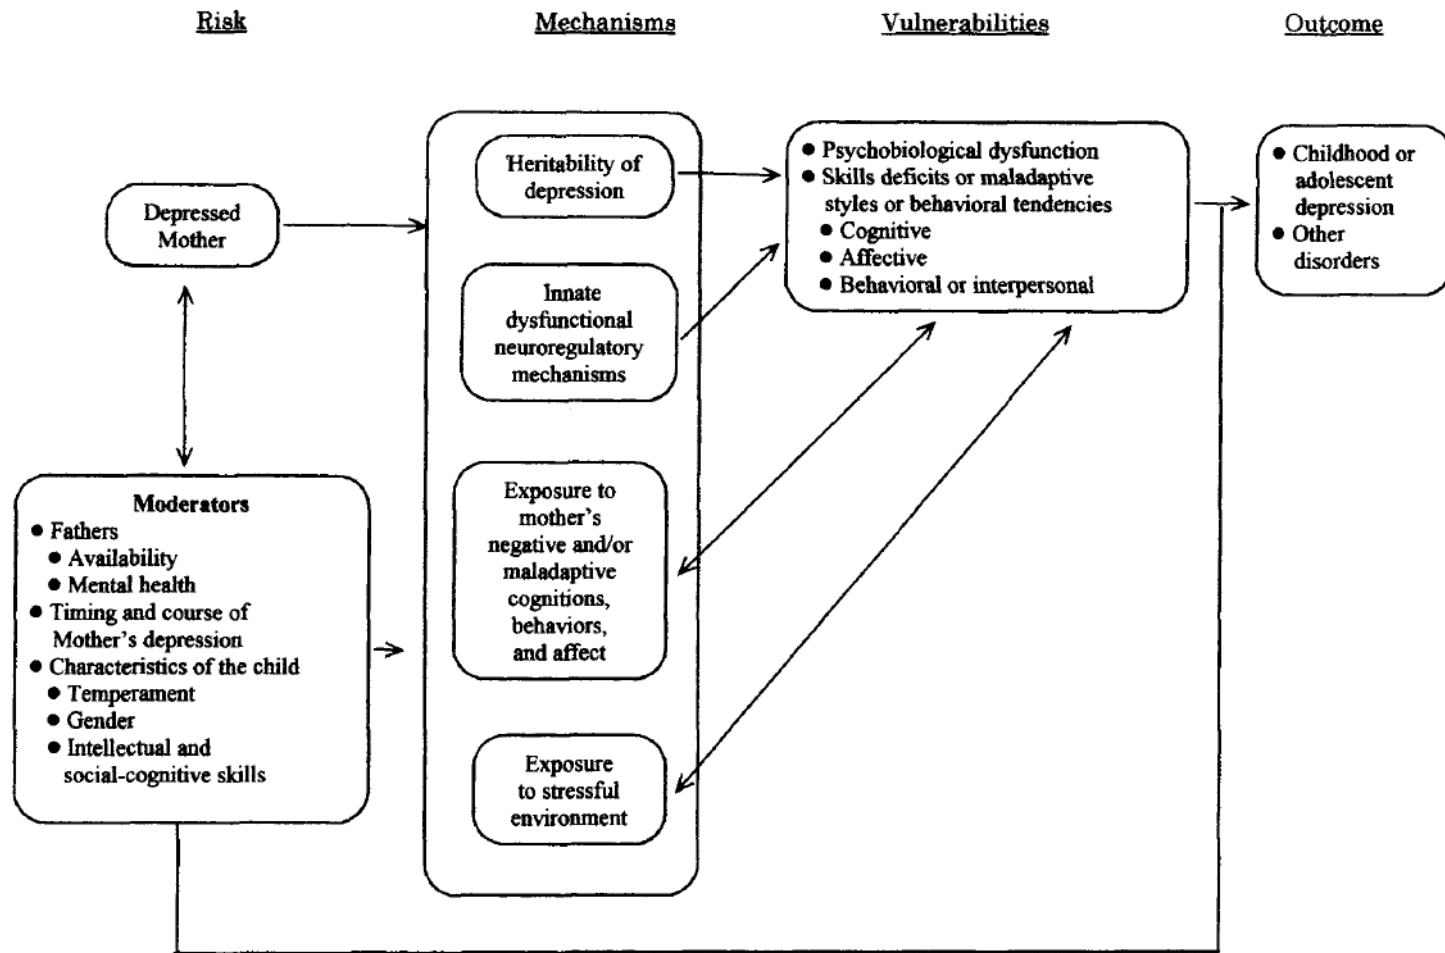 Risk
Mechanisms
Vulnerabilities
Outcome
Depressed
Mother
Moderators
● Fathers
● Availability
● Mental health
● Timing and course of
Mother's depression
● Characteristics of the child
● Temperament
● Gender
● Intellectual and
social-cognitive skills
Heritability of
depression
Innate
dysfunctional
neuroregulatory
mechanisms
Exposure to
mother's
negative and/or
maladaptive
cognitions,
behaviors,
and affect
Exposure
to stressful
environment
● Psychobiological dysfunction
● Skills deficits or maladaptive
styles or behavioral tendencies
● Cognitive
● Affective
● Behavioral or interpersonal
● Childhood or
adolescent
depression
● Other
disorders